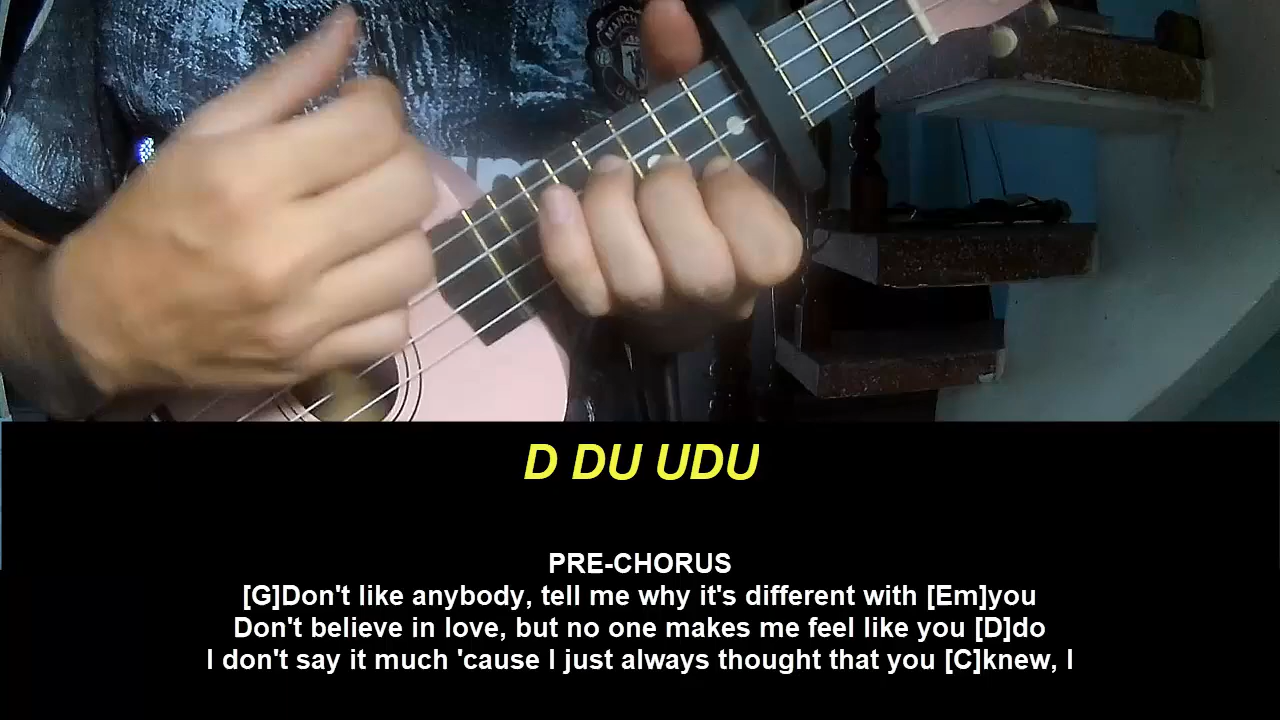 MANCH
D DU UDU
PRE-CHORUS
[G]Don't like anybody, tell me why it's different with [Em]you
Don't believe in love, but no one makes me feel like you [D]do
I don't say it much 'cause I just always thought that you [C]knew, I